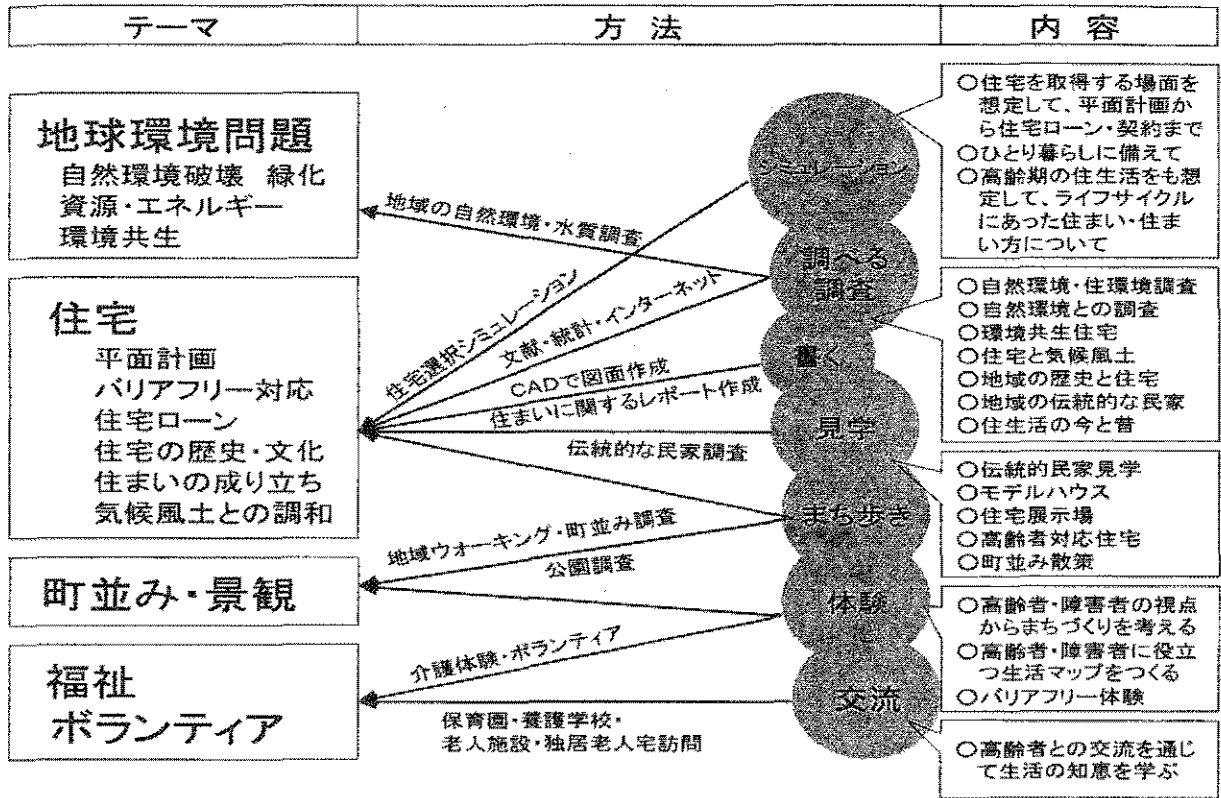 テーマ
方法
内容
地球環境問題
自然環境破壊 緑化
資源・エネルギー
環境共生
住宅
平面計画
バリアフリー対応
住宅ローン
住宅の歴史・文化
住まいの成り立ち
気候風土との調和
町並み・景観
福祉
ボランティア
地域の自然環境・水質調査
住宅選択シミュレーション
文献・統計・インターネット
CADで図面作成
住まいに関するレポート作成
伝統的な民家調査
地域ウォーキング・町並み調査
公園調査
介護体験・ボランティア
保育園・養護学校・
老人施設・独居老人宅訪問
シミュレーション
調べる
調査
書く
見学
まち歩き
体験
交流
○住宅を取得する場面を
想定して、平面計画か
ら住宅ローン・契約まで
○ひとり暮らしに備えて
○高齢期の住生活をも想
定して、ライフサイクル
にあった住まい・住ま
い方について
○自然環境・住環境調査
○自然環境との調査
○環境共生住宅
○住宅と気候風土
○地域の歴史と住宅
○地域の伝統的な民家
○住生活の今と昔
○伝統的民家見学
○モデルハウス
○住宅展示場
○高齢者対応住宅
○町並み散策
○高齢者・障害者の視点
からまちづくりを考える
○高齢者・障害者に役立
つ生活マップをつくる
○バリアフリー体験
○高齢者との交流を通じ
て生活の知恵を学ぶ